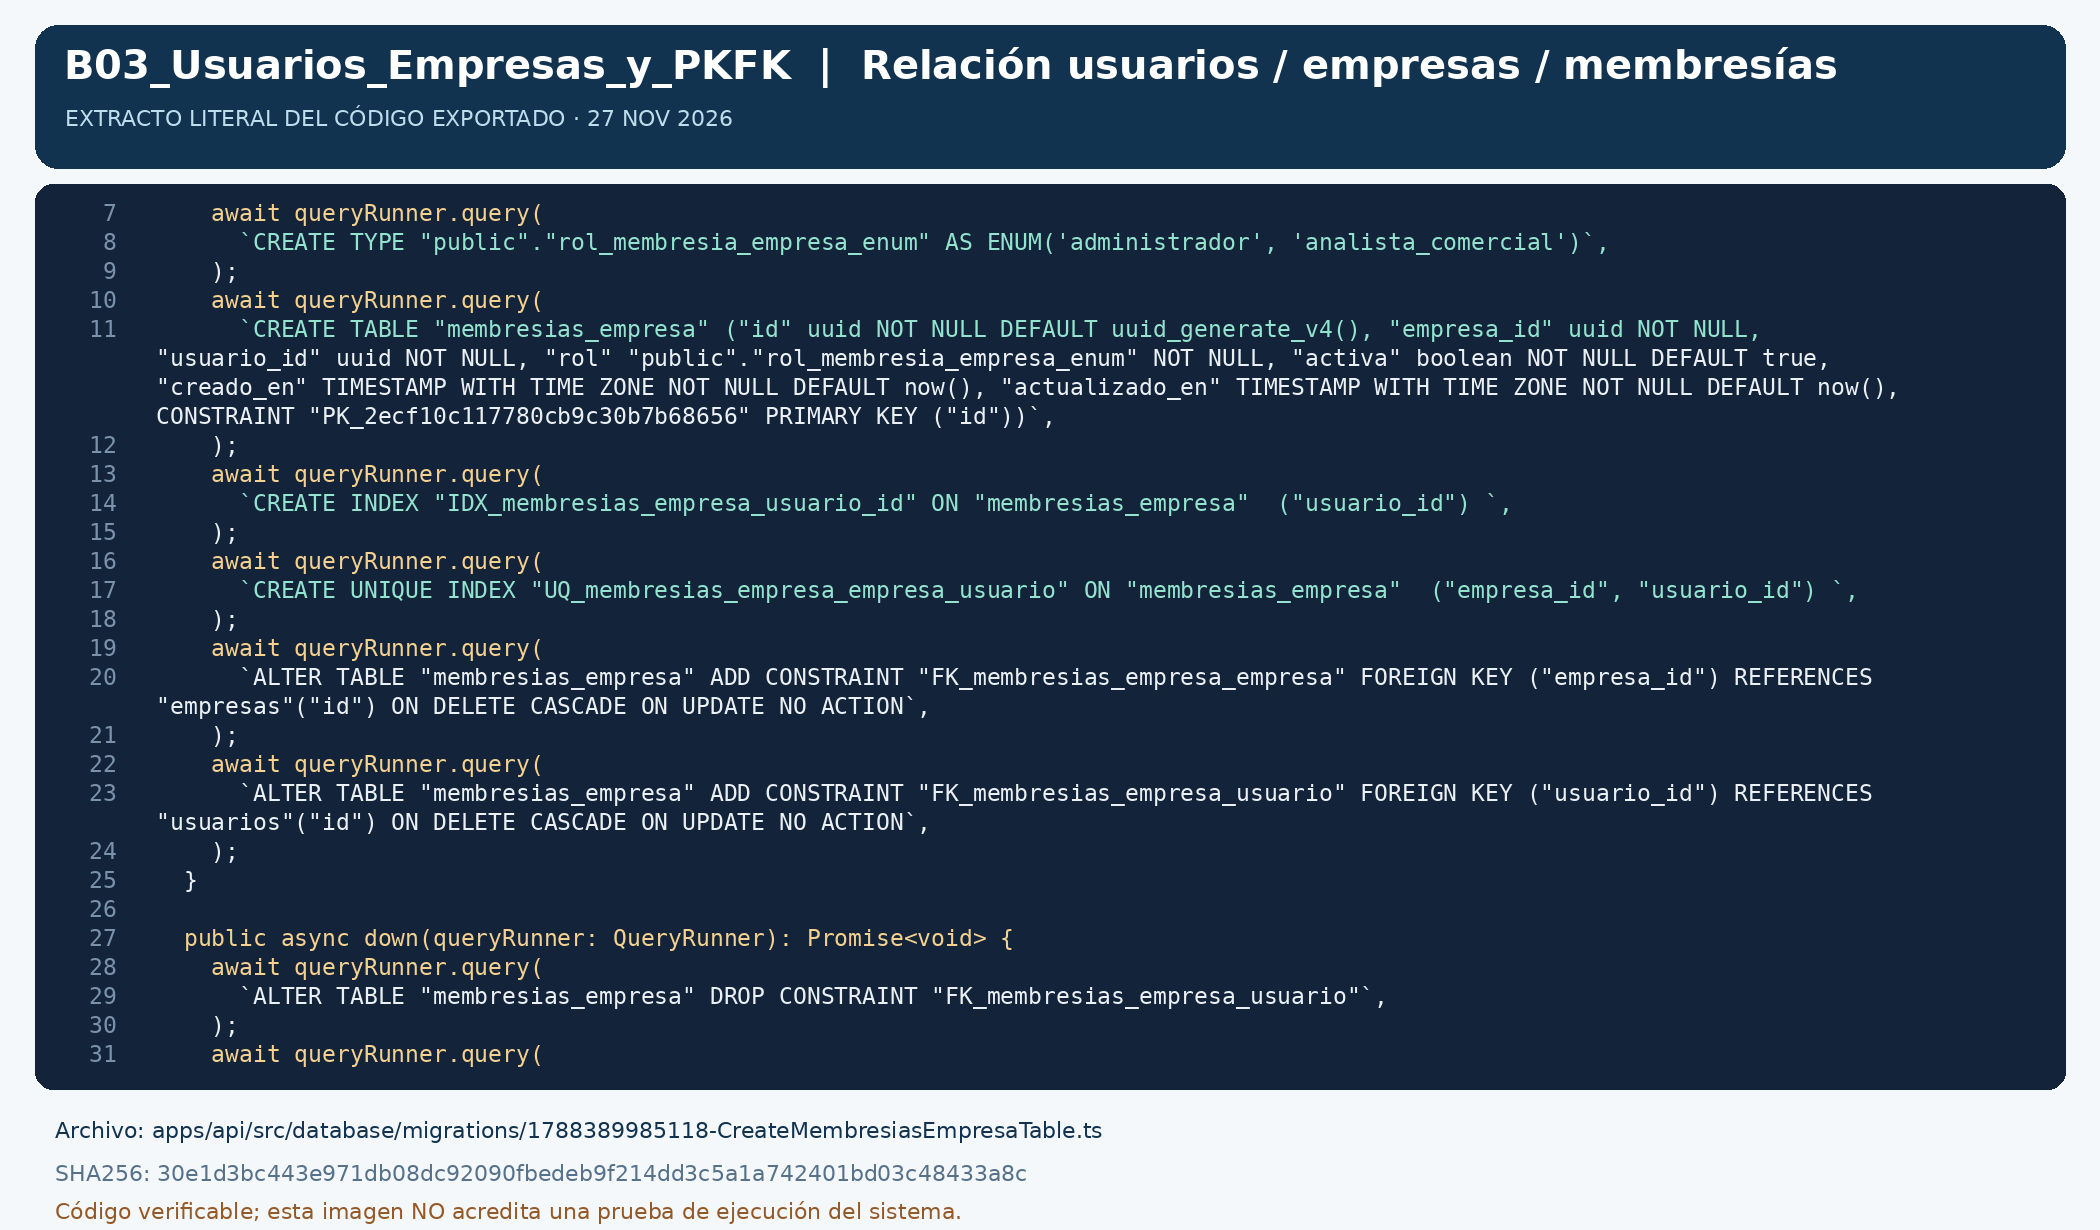 B03_Usuarios_Empresas_y_PKFK | Relación usuarios / empresas / membresías
EXTRACTO LITERAL DEL CÓDIGO EXPORTADO · 27 NOV 2026
7 await queryRunner.query(
8 `CREATE TYPE "public"."rol_membresia_empresa_enum" AS ENUM('administrador', 'analista_comercial')`,
9 );
10 await queryRunner.query(
11 `CREATE TABLE "membresias_empresa" ("id" uuid NOT NULL DEFAULT uuid_generate_v4(), "empresa_id" uuid NOT NULL,
"usuario_id" uuid NOT NULL, "rol" "public"."rol_membresia_empresa_enum" NOT NULL, "activa" boolean NOT NULL DEFAULT true,
"creado_en" TIMESTAMP WITH TIME ZONE NOT NULL DEFAULT now(), "actualizado_en" TIMESTAMP WITH TIME ZONE NOT NULL DEFAULT now(),
CONSTRAINT "PK_2ecf10c117780cb9c30b7b68656" PRIMARY KEY ("id"))`,
12 );
13 await queryRunner.query(
14 `CREATE INDEX "IDX_membresias_empresa_usuario_id" ON "membresias_empresa"  ("usuario_id") `,
15 );
16 await queryRunner.query(
17 `CREATE UNIQUE INDEX "UQ_membresias_empresa_empresa_usuario" ON "membresias_empresa"  ("empresa_id", "usuario_id") `,
18 );
19 await queryRunner.query(
20 `ALTER TABLE "membresias_empresa" ADD CONSTRAINT "FK_membresias_empresa_empresa" FOREIGN KEY ("empresa_id") REFERENCES
"empresas"("id") ON DELETE CASCADE ON UPDATE NO ACTION`,
21 );
22 await queryRunner.query(
23 `ALTER TABLE "membresias_empresa" ADD CONSTRAINT "FK_membresias_empresa_usuario" FOREIGN KEY ("usuario_id") REFERENCES
"usuarios"("id") ON DELETE CASCADE ON UPDATE NO ACTION`,
24 );
25 }
26
27 public async down(queryRunner: QueryRunner): Promise<void> {
28 await queryRunner.query(
29 `ALTER TABLE "membresias_empresa" DROP CONSTRAINT "FK_membresias_empresa_usuario"`,
30 );
31 await queryRunner.query(
Archivo: apps/api/src/database/migrations/1788389985118-CreateMembresiasEmpresaTable.ts
SHA256: 30e1d3bc443e971db08dc92090fbedeb9f214dd3c5a1a742401bd03c48433a8c
Código verificable; esta imagen NO acredita una prueba de ejecución del sistema.